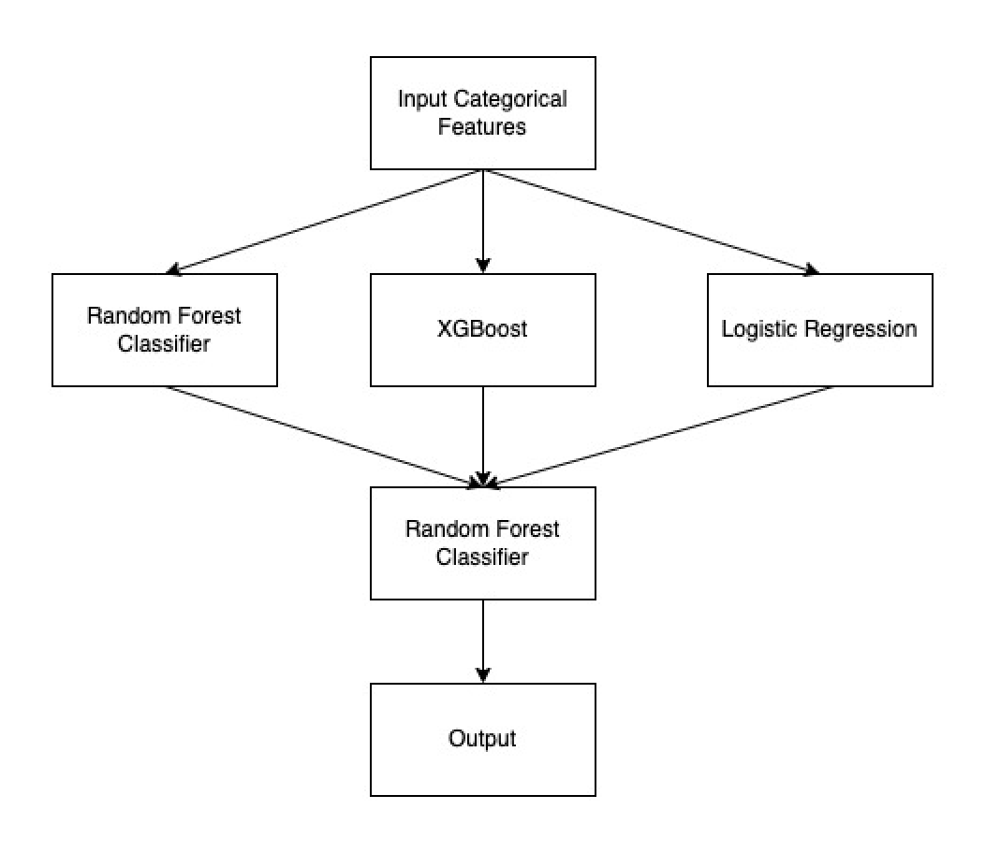 Input Categorical
Features
Random Forest
Classifier
XGBoost
Logistic Regression
Random Forest
Classifier
Output